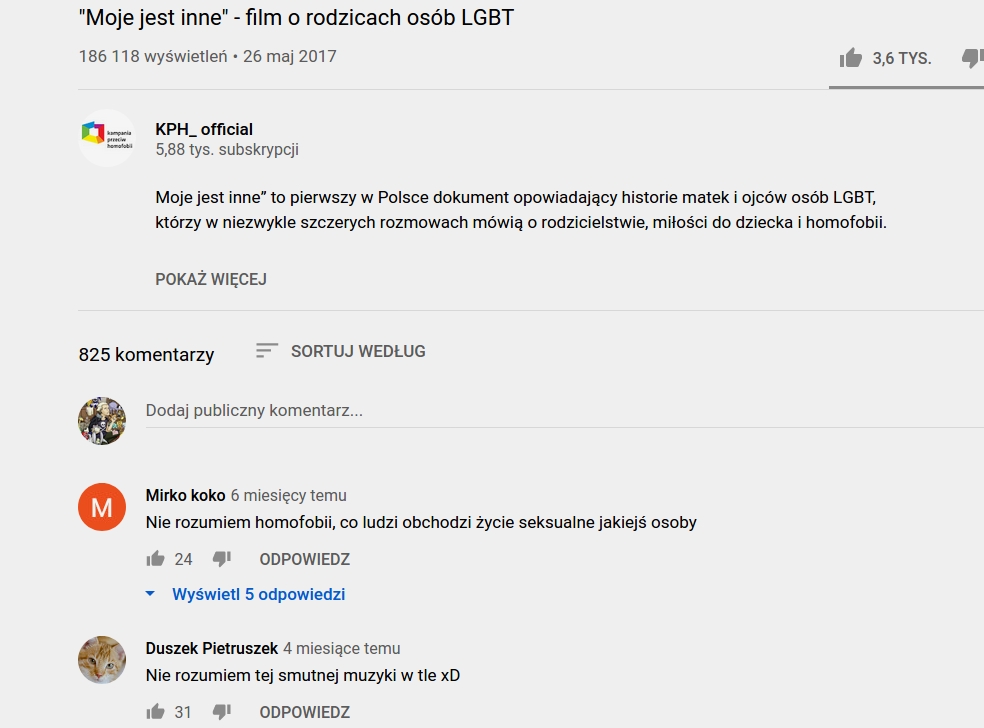 "Moje jest inne" - film o rodzicach osób LGBT
186 118 wyświetleń • 26 maj 2017
3,6 TYS.
kampania
przeciw
homofobii
KPH_ official
5,88 tys. subskrypcji
Moje jest inne” to pierwszy w Polsce dokument opowiadający historie matek i ojców osób LGBT,
którzy w niezwykle szczerych rozmowach mówią o rodzicielstwie, miłości do dziecka i homofobii.
POKAŻ WIĘCEJ
825 komentarzy
SORTUJ WEDŁUG
Dodaj publiczny komentarz...
M
Mirko koko 6 miesięcy temu
Nie rozumiem homofobii, co ludzi obchodzi życie seksualne jakiejś osoby
24
ODPOWIEDZ
Wyświetl 5 odpowiedzi
Duszek Pietruszek 4 miesiące temu
Nie rozumiem tej smutnej muzyki w tle xD
31
ODPOWIEDZ